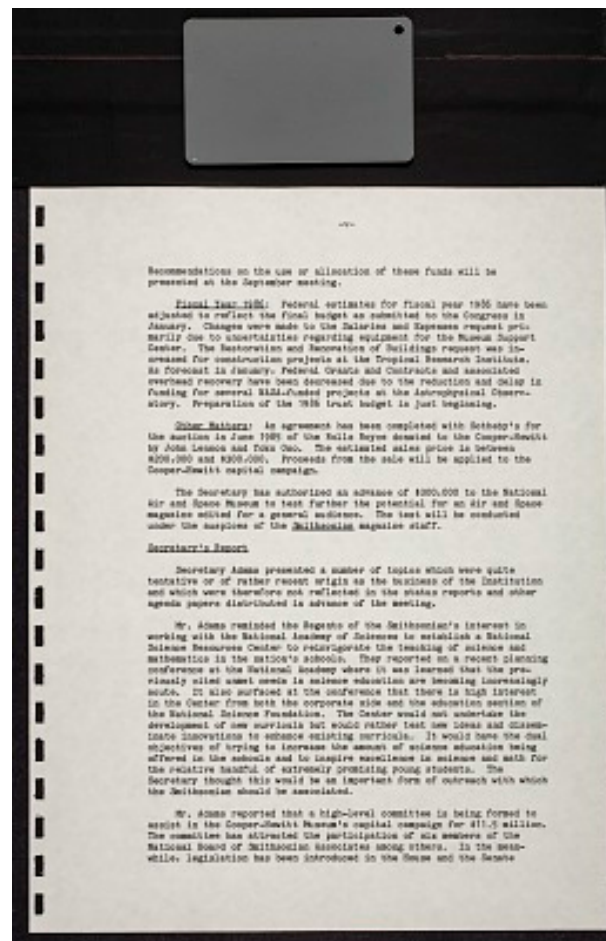 Recommendations on the use or allocation of these funds will be
presented at the September meeting.
Fiscal Year 1986: Federal estimates for fiscal year 1986 have been
adjusted to reflect the final budget as submitted to the Congress in
January. Changes were made to the Salaries and Expenses request pri-
marily due to uncertainties regarding equipment for the Museum Support
Center. The Restoration and Renovation of Buildings request was in-
creased for construction projects at the Tropical Research Institute.
As forecast in January, Federal Grants and Contracts and associated
overhead recovery have been decreased due to the reduction and delay in
funding for several NASA-funded projects at the Astrophysical Observ-
atory. Preparation of the 1986 trust budget is just beginning.
Other Matters: An agreement has been completed with Sotheby's for
the auction in June 1985 of the Rolls Royce donated to the Cooper-Hewitt
by John Lennon and Yoko Ono. The estimated sales price is between
$200,000 and $300,000. Proceeds from the sale will be applied to the
Cooper-Hewitt capital campaign.
The Secretary has authorized an advance of $300,000 to the National
Air and Space Museum to test further the potential for an Air and Space
magazine edited for a general audience. The test will be conducted
under the auspices of the Smithsonian magazine staff.
Secretary's Report
Secretary Adams presented a number of topics which were quite
tentative or of rather recent origin as the business of the Institution
and which were therefore not reflected in the status reports and other
agenda papers distributed in advance of the meeting.
Mr. Adams reminded the Regents of the Smithsonian's interest in
working with the National Academy of Sciences to establish a National
Science Resources Center to reinvigorate the teaching of science and
mathematics in the nation's schools. They reported on a recent planning
conference at the National Academy where it was learned that the pre-
viously cited unmet needs in science education are becoming increasingly
acute. It also surfaced at the conference that there is high interest
in the Center from both the corporate side and the education section of
the National Science Foundation. The Center would not undertake the
development of new curricula but would rather test new ideas and dissem-
inate innovations to enhance existing curricula. It would have the dual
objectives of trying to increase the amount of science education being
offered in the schools and to inspire excellence in science and math for
the relative handful of extremely promising young students. The
Secretary thought this would be an important form of outreach with which
the Smithsonian should be associated.
Mr. Adams reported that a high-level committee is being formed to
assist in the Cooper-Hewitt Museum's capital campaign for $11.5 million.
The committee has attracted the participation of six members of the
National Board of Smithsonian Associates among others. In the mean-
while, legislation has been introduced in the House and the Senate